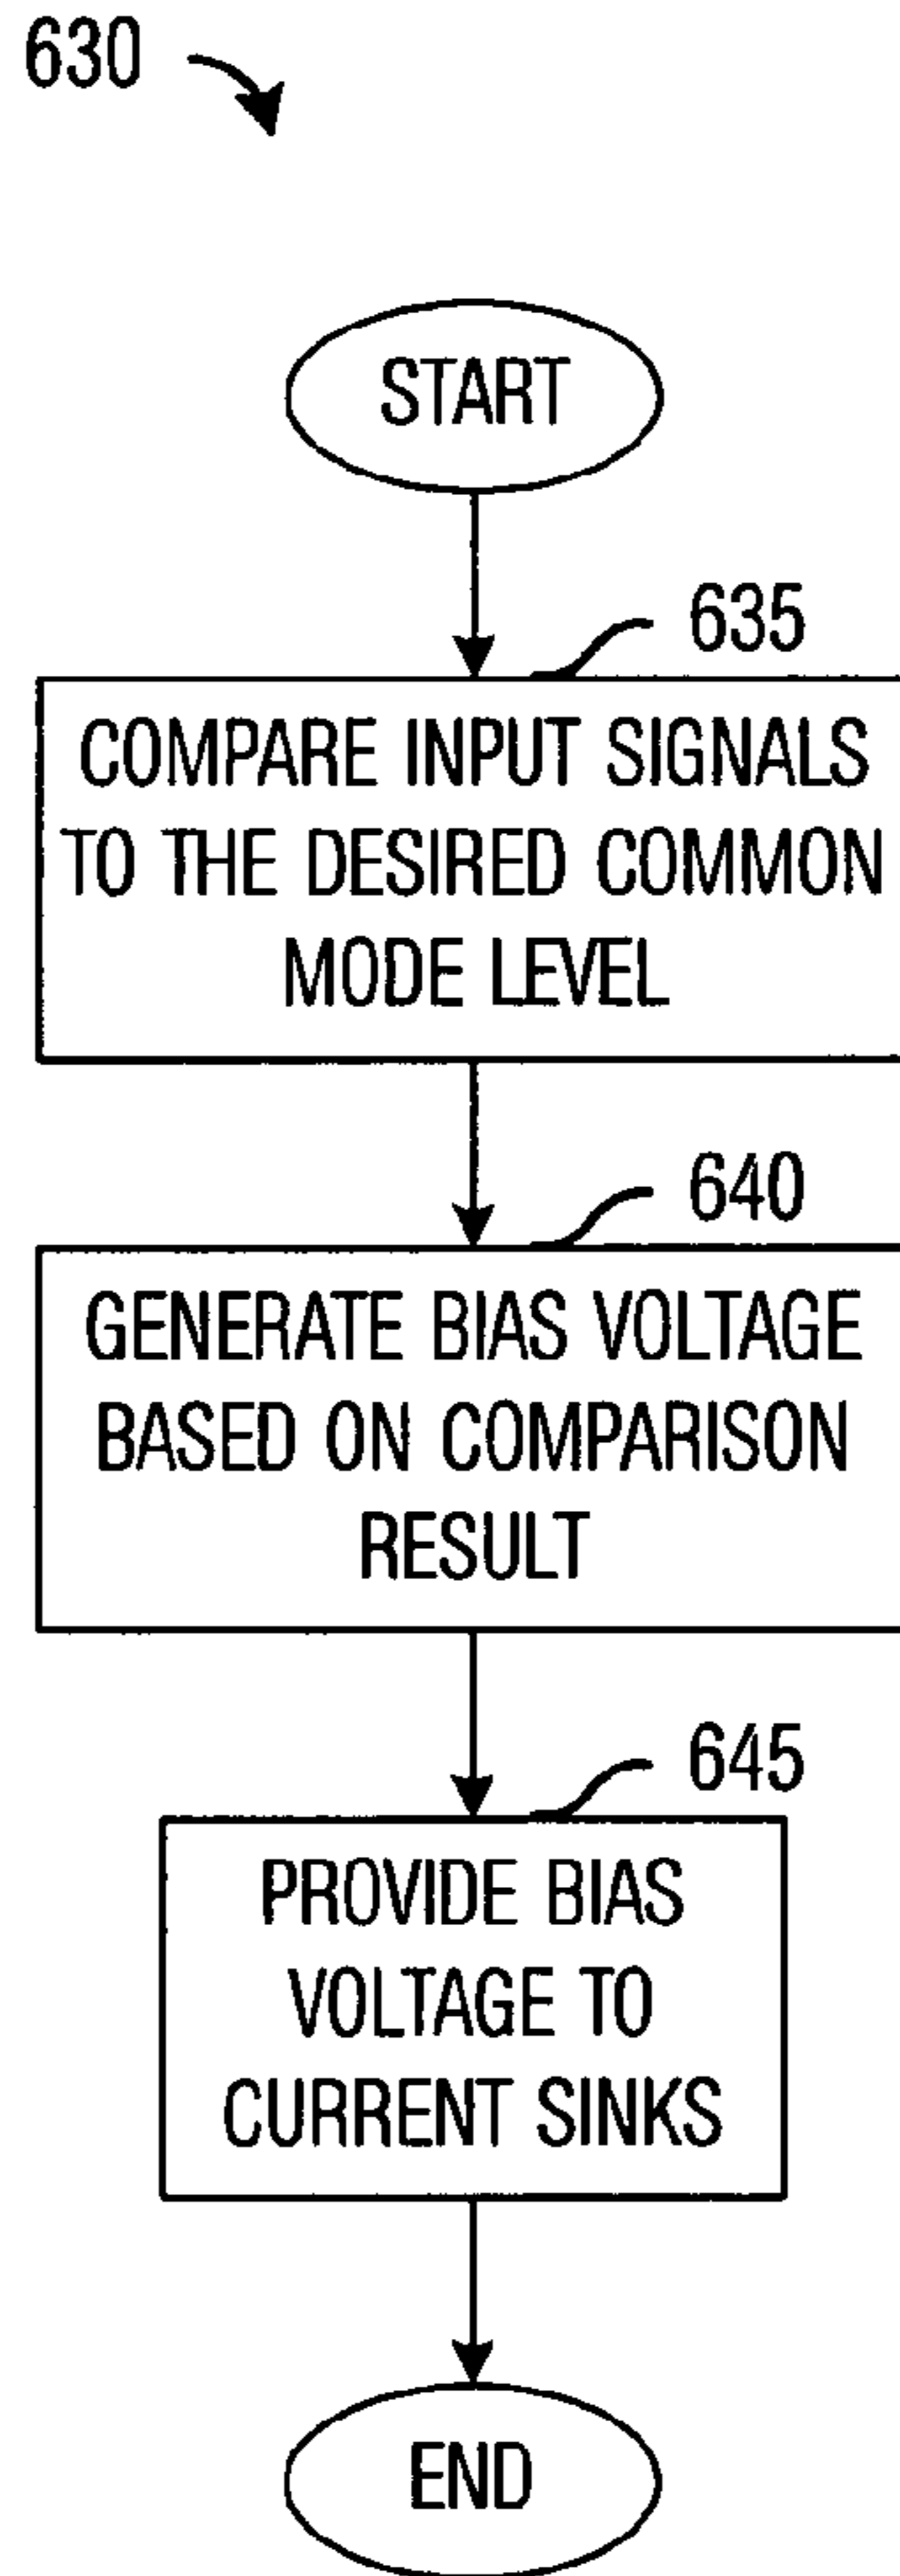 630
START
635
COMPARE INPUT SIGNALS
TO THE DESIRED COMMON
MODE LEVEL
640
GENERATE BIAS VOLTAGE
BASED ON COMPARISON
RESULT
645
PROVIDE BIAS
VOLTAGE TO
CURRENT SINKS
END